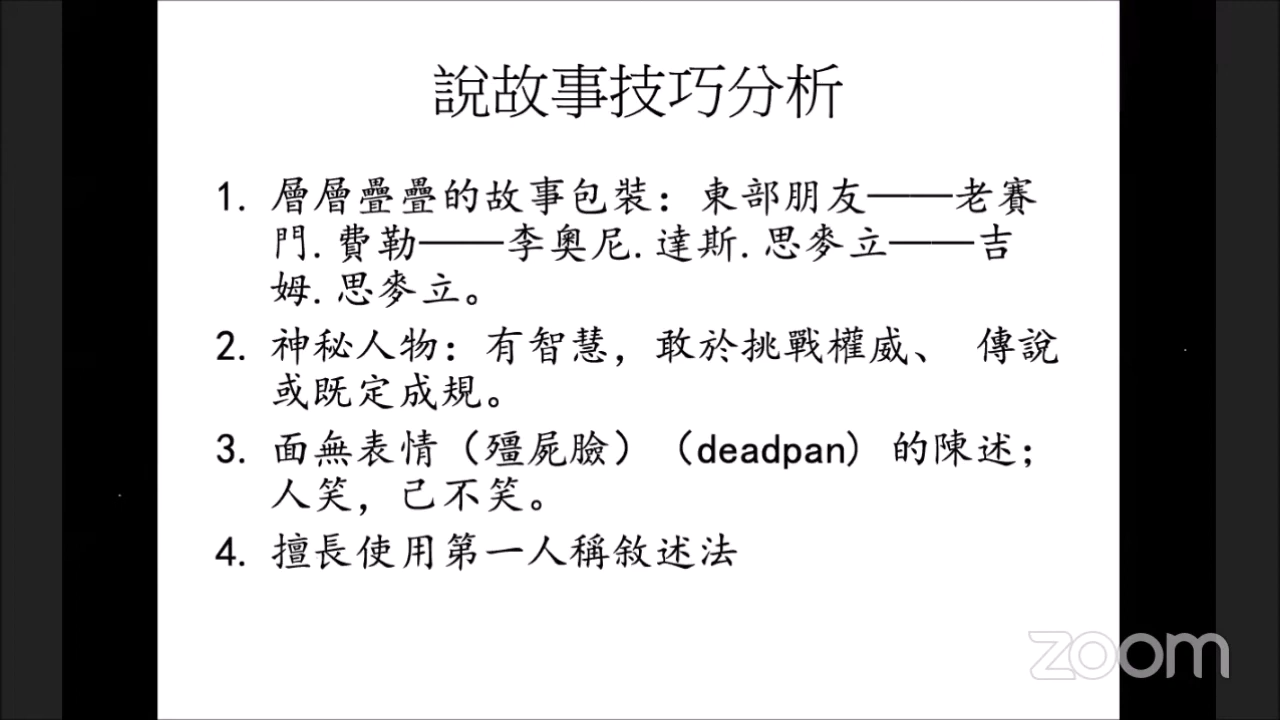 說故事技巧分析
1. 層層疊疊的故事包裝：東部朋友——老賽
門.費勒——李奧尼.達斯.思麥立——吉
姆.思麥立。
2. 神秘人物：有智慧，敢於挑戰權威、 傳說
或既定成規。
3. 面無表情（殭屍臉）（deadpan) 的陳述；
人笑，己不笑。
4. 擅長使用第一人稱敘述法
zoom